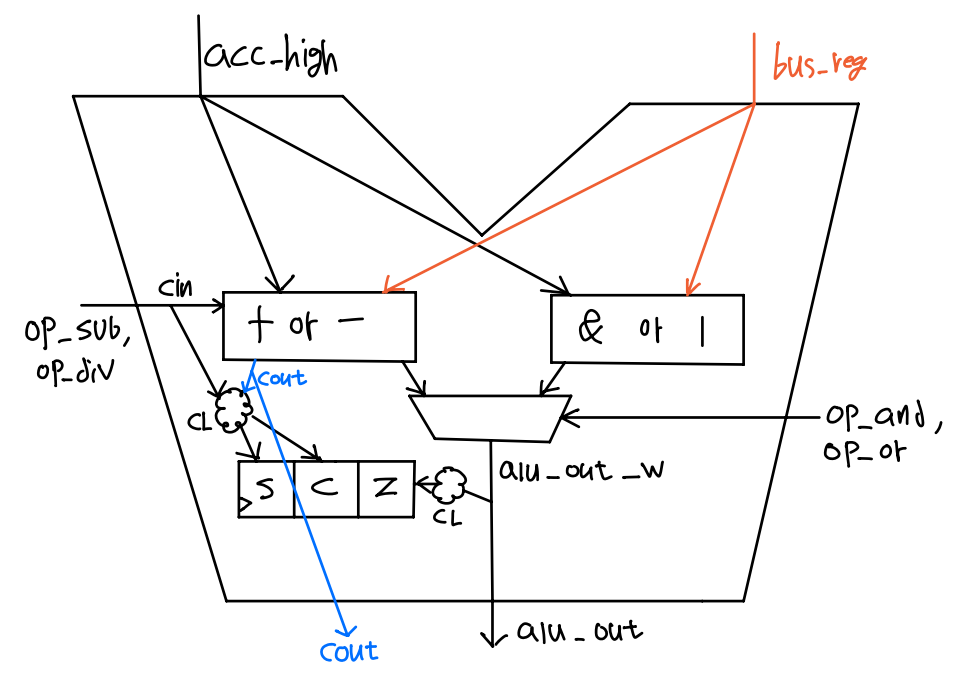 acc_high
bus_reg
cin
+ or -
& or |
op_sub,
op_div
cout
CL
op_and,
op_or
alu_out_w
S C Z
CL
alu_out
cout